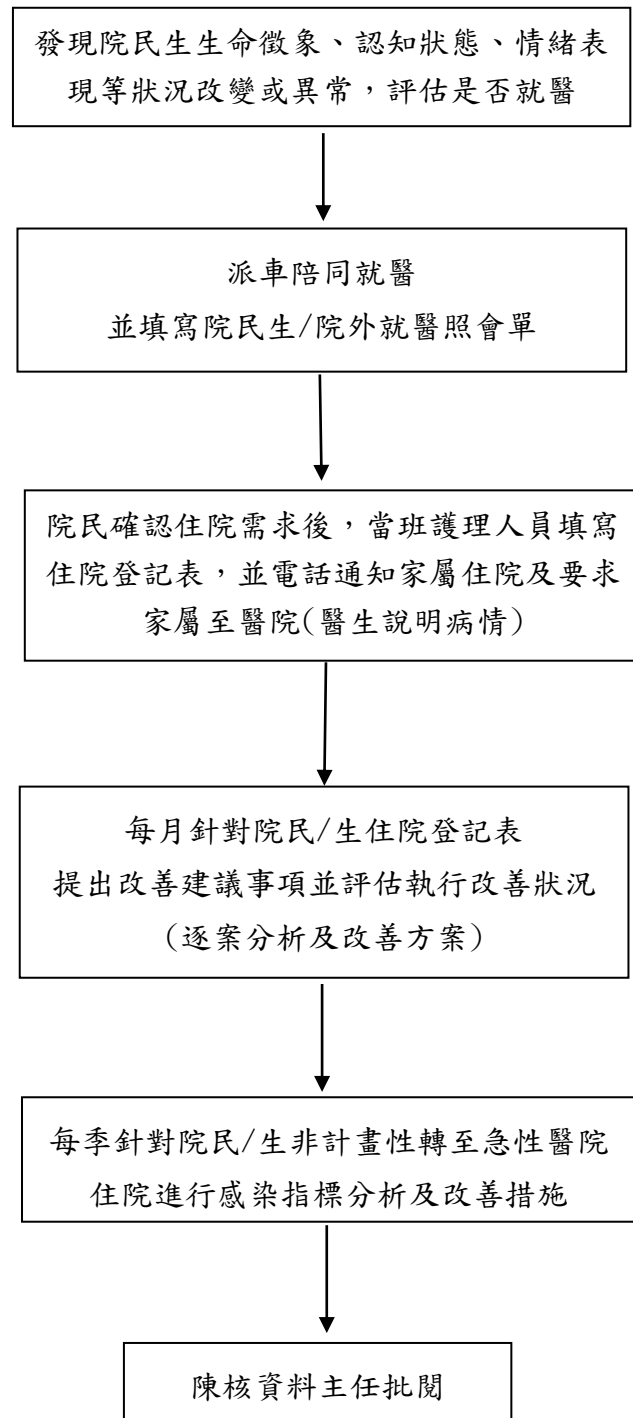 發現院民生生命徵象、認知狀態、情緒表
現等狀況改變或異常，評估是否就醫
派車陪同就醫
並填寫院民生/院外就醫照會單
院民確認住院需求後，當班護理人員填寫
住院登記表，並電話通知家屬住院及要求
家屬至醫院(醫生說明病情)
每月針對院民/生住院登記表
提出改善建議事項並評估執行改善狀況
(逐案分析及改善方案)
每季針對院民/生非計畫性轉至急性醫院
住院進行感染指標分析及改善措施
陳核資料主任批閱